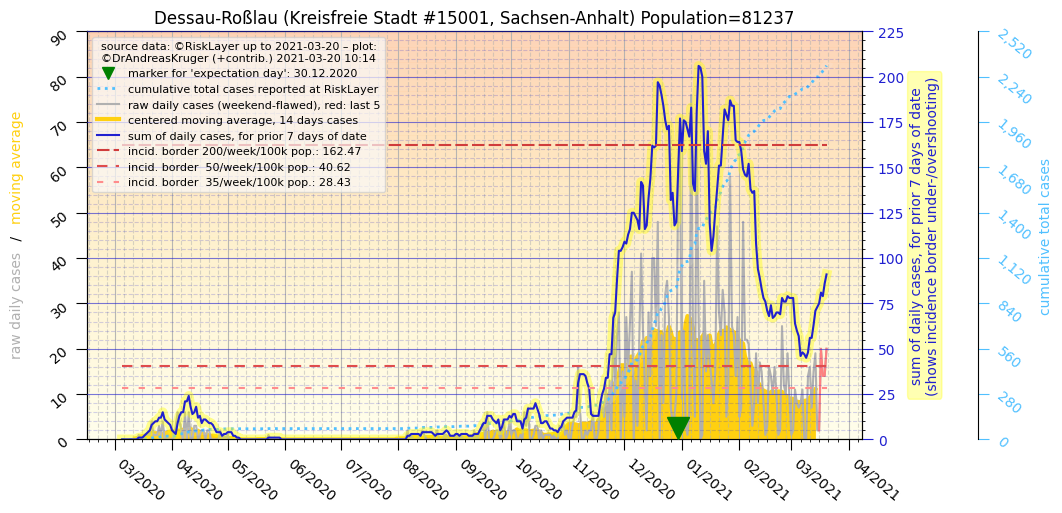 Dessau-Roßlau (Kreisfreie Stadt #15001, Sachsen-Anhalt) Population=81237
source data: ©RiskLayer up to 2021-03-20 – plot:
©DrAndreasKruger (+contrib.) 2021-03-20 10:14
marker for 'expectation day': 30.12.2020
cumulative total cases reported at RiskLayer
raw daily cases (weekend-flawed), red: last 5
centered moving average, 14 days cases
sum of daily cases, for prior 7 days of date
incid. border 200/week/100k pop.: 162.47
incid. border  50/week/100k pop.: 40.62
incid. border  35/week/100k pop.: 28.43
raw daily cases  /  moving average
90
80
70
60
50
40
30
20
10
0
03/2020
04/2020
05/2020
06/2020
07/2020
08/2020
09/2020
10/2020
11/2020
12/2020
01/2021
02/2021
03/2021
04/2021
225
200
175
150
125
100
75
50
25
0
sum of daily cases, for prior 7 days of date
(shows incidence border under-/overshooting)
2,520
2,240
1,960
1,680
1,400
1,120
840
560
280
0
cumulative total cases